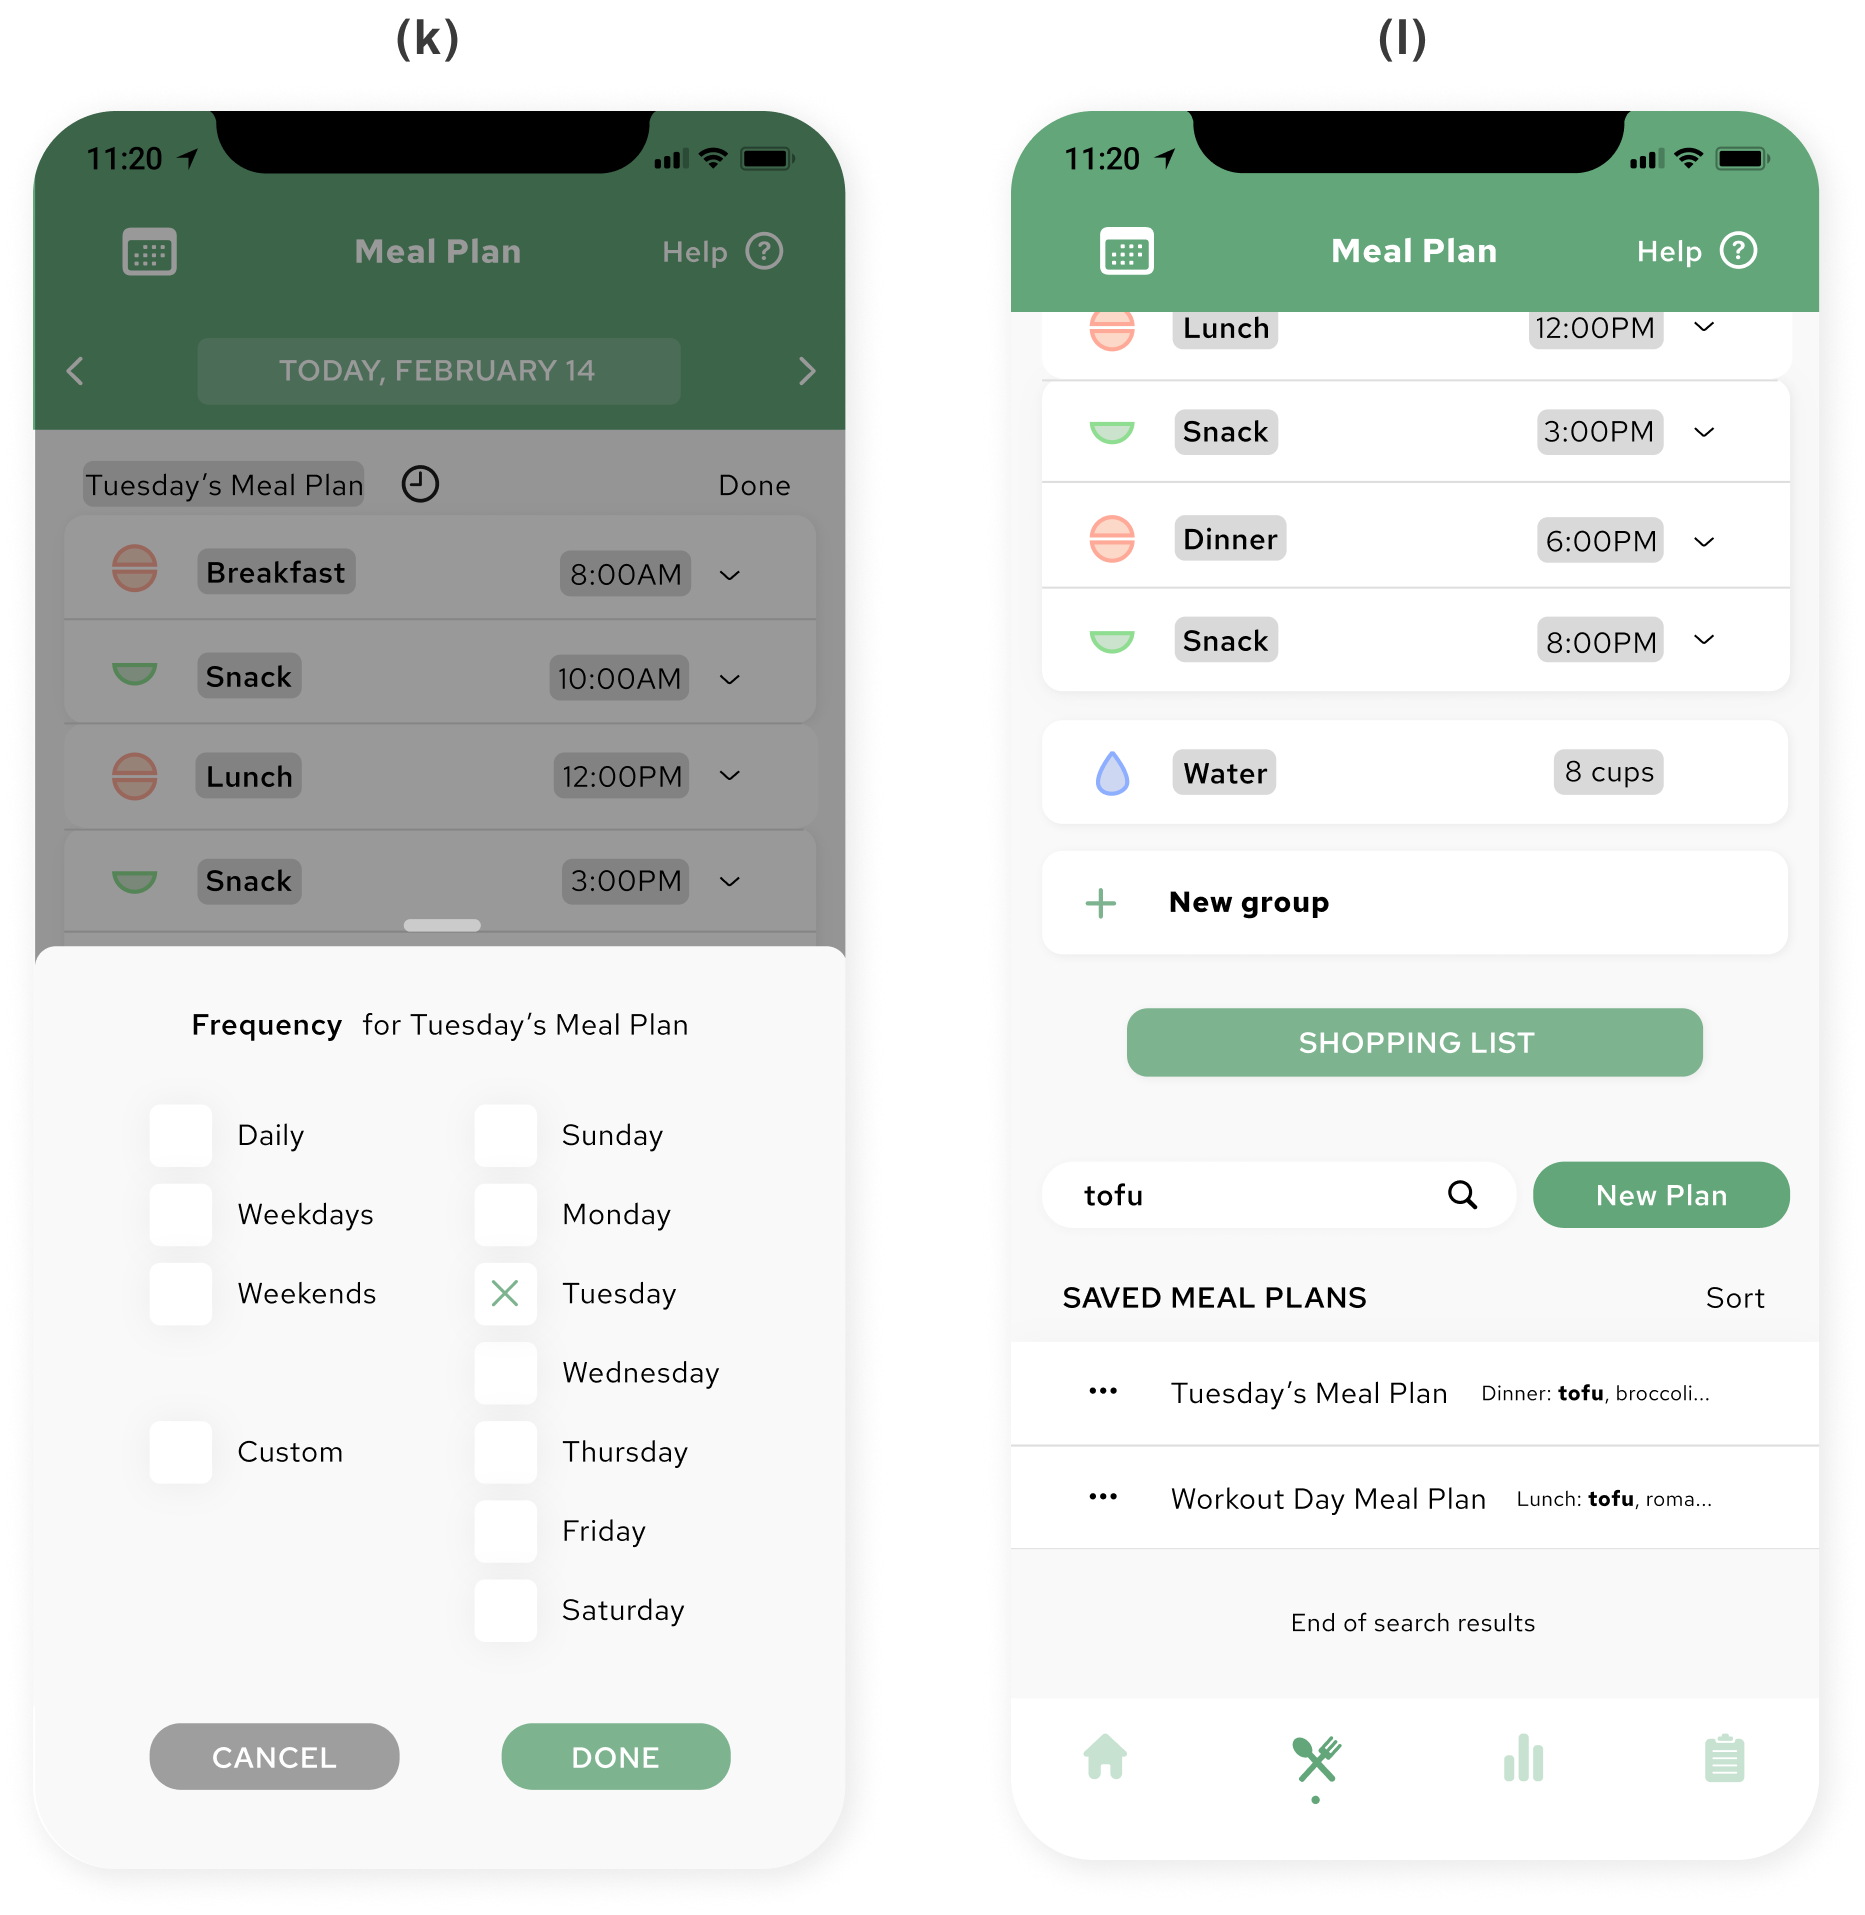 (k)
11:20
Meal Plan
Help ?
TODAY, FEBRUARY 14
Tuesday’s Meal Plan
Done
Breakfast 8:00AM
Snack 10:00AM
Lunch 12:00PM
Snack 3:00PM
Frequency for Tuesday’s Meal Plan
Daily
Weekdays
Weekends
Custom
Sunday
Monday
Tuesday
Wednesday
Thursday
Friday
Saturday
CANCEL
DONE
(l)
11:20
Meal Plan
Help ?
Lunch 12:00PM
Snack 3:00PM
Dinner 6:00PM
Snack 8:00PM
Water 8 cups
+ New group
SHOPPING LIST
tofu
New Plan
SAVED MEAL PLANS
Sort
••• Tuesday’s Meal Plan Dinner: tofu, broccoli...
••• Workout Day Meal Plan Lunch: tofu, roma...
End of search results